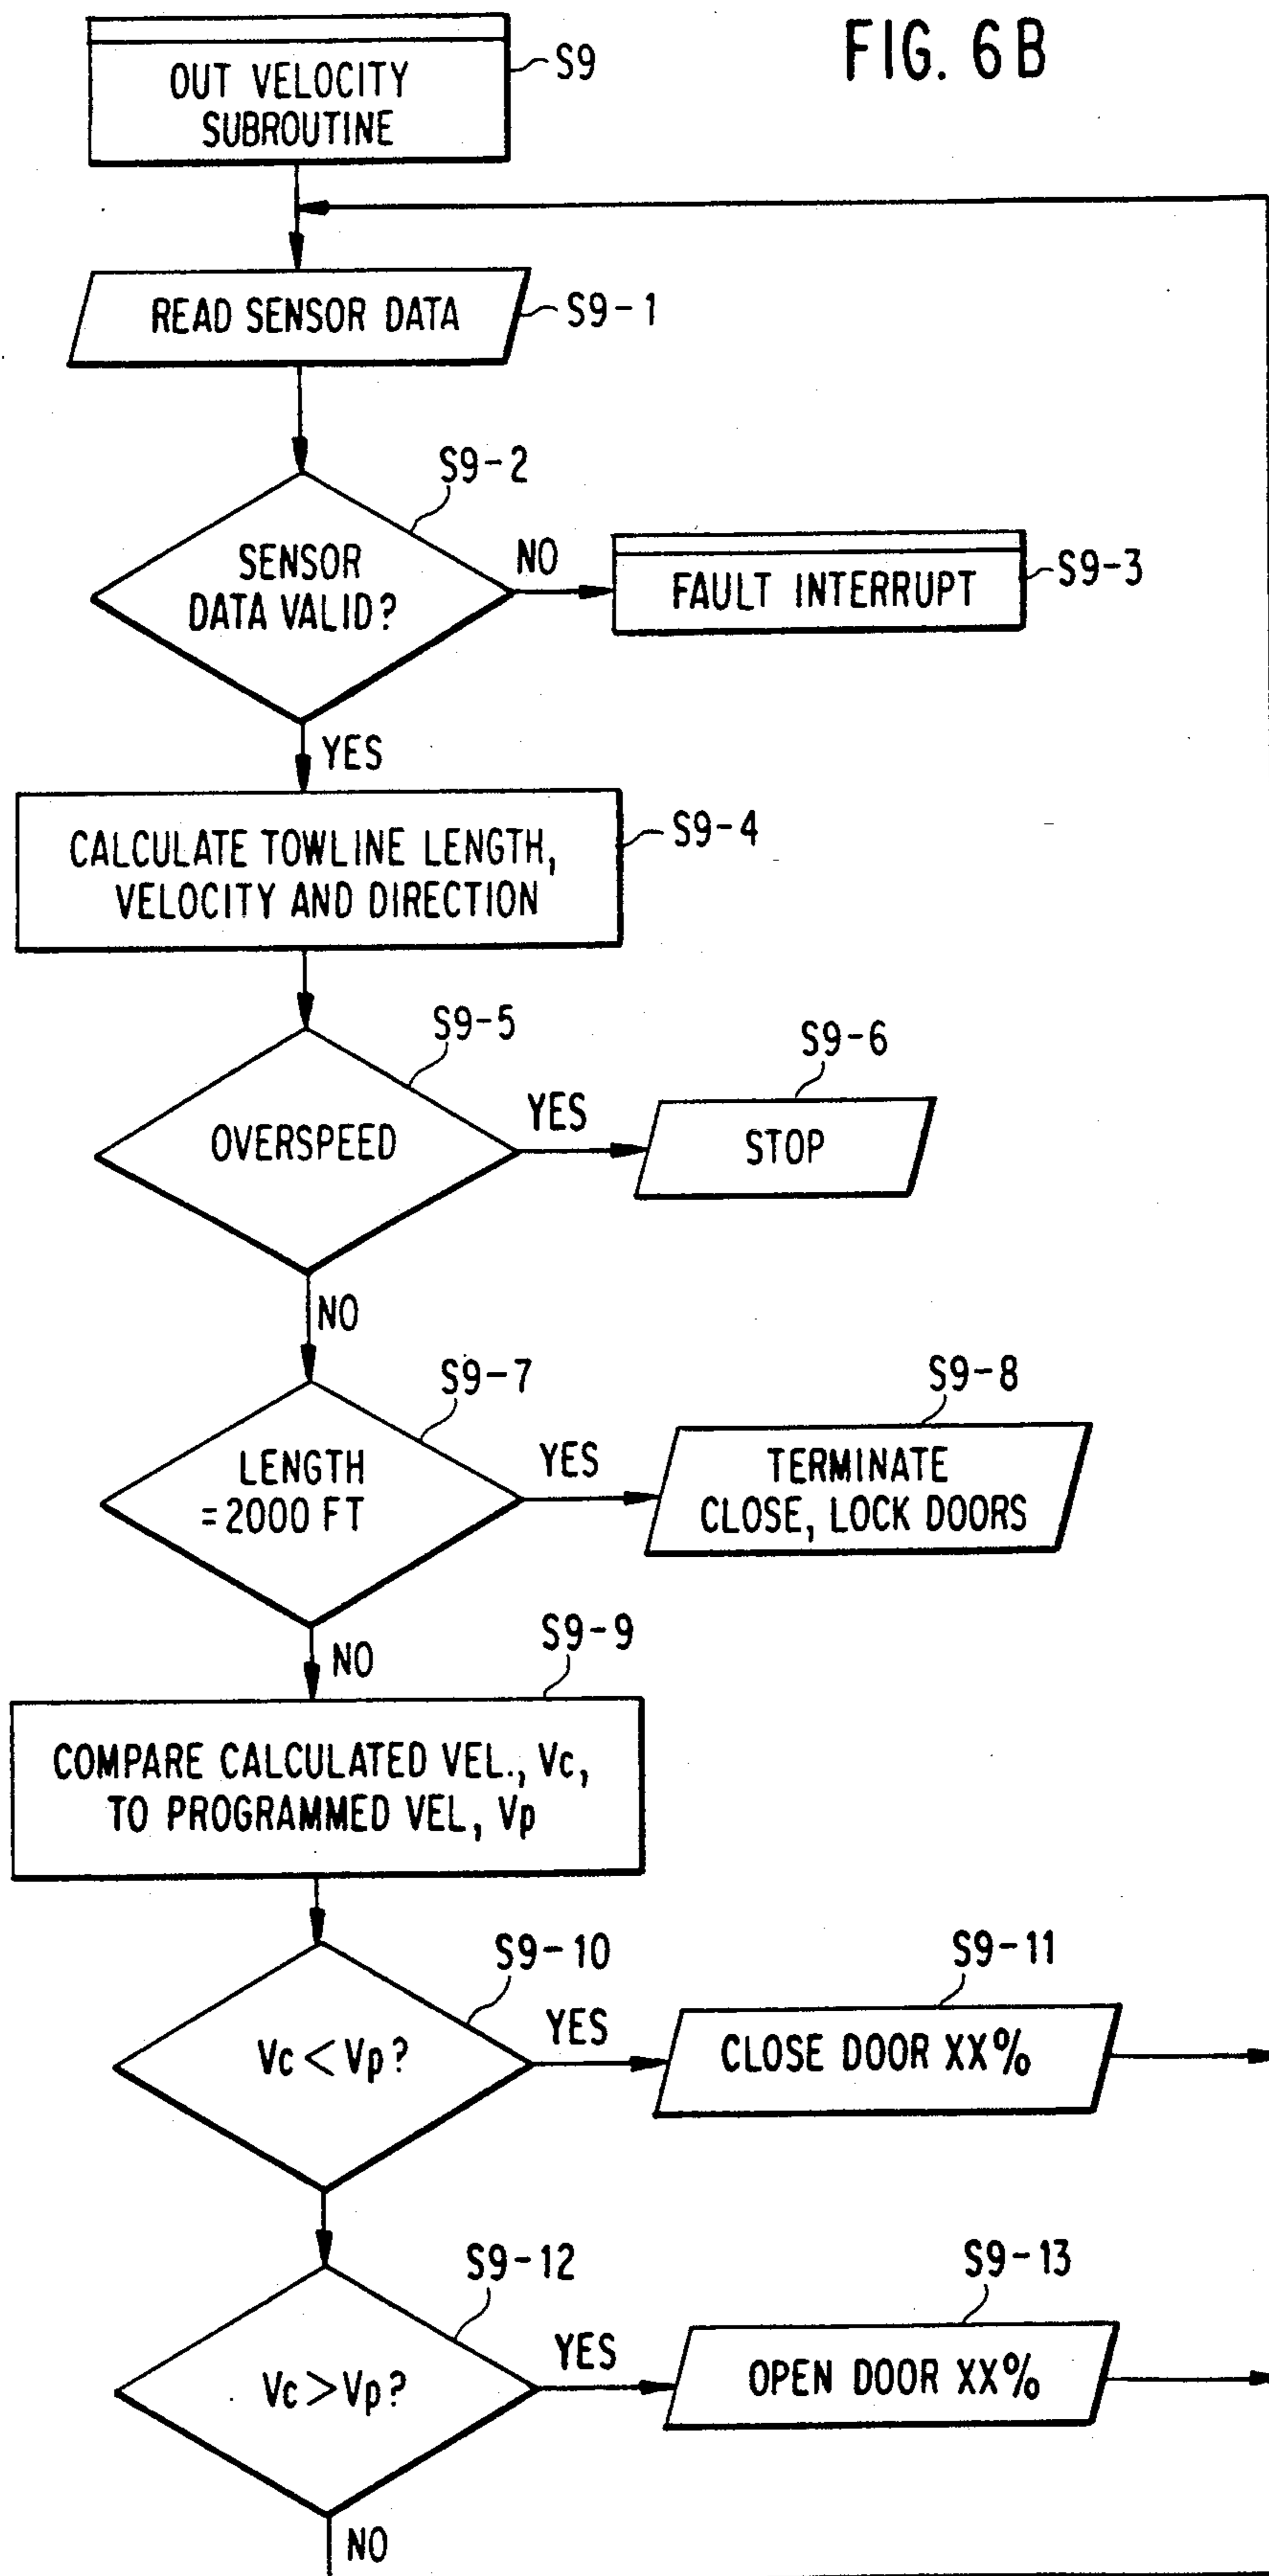 FIG. 6B
OUT VELOCITY
SUBROUTINE
S9
READ SENSOR DATA
S9-1
S9-2
SENSOR
DATA VALID?
NO
FAULT INTERRUPT
S9-3
YES
CALCULATE TOWLINE LENGTH,
VELOCITY AND DIRECTION
S9-4
S9-5
OVERSPEED
YES
S9-6
STOP
NO
S9-7
LENGTH
=2000 FT
YES
S9-8
TERMINATE
CLOSE, LOCK DOORS
NO
S9-9
COMPARE CALCULATED VEL., Vc,
TO PROGRAMMED VEL, Vp
S9-10
Vc < Vp?
YES
S9-11
CLOSE DOOR XX%
S9-12
Vc > Vp?
YES
S9-13
OPEN DOOR XX%
NO